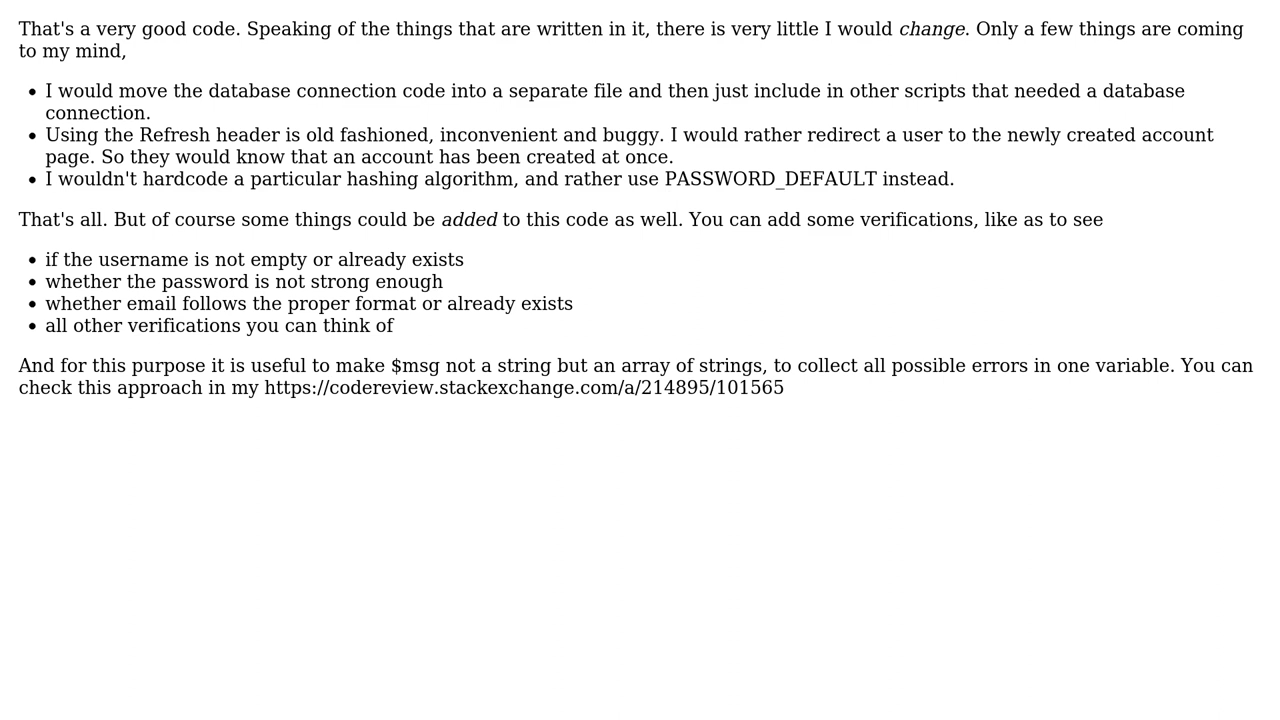 That's a very good code. Speaking of the things that are written in it, there is very little I would change. Only a few things are coming
to my mind,
• I would move the database connection code into a separate file and then just include in other scripts that needed a database
connection.
• Using the Refresh header is old fashioned, inconvenient and buggy. I would rather redirect a user to the newly created account
page. So they would know that an account has been created at once.
• I wouldn't hardcode a particular hashing algorithm, and rather use PASSWORD_DEFAULT instead.
That's all. But of course some things could be added to this code as well. You can add some verifications, like as to see
• if the username is not empty or already exists
• whether the password is not strong enough
• whether email follows the proper format or already exists
• all other verifications you can think of
And for this purpose it is useful to make $msg not a string but an array of strings, to collect all possible errors in one variable. You can
check this approach in my https://codereview.stackexchange.com/a/214895/101565